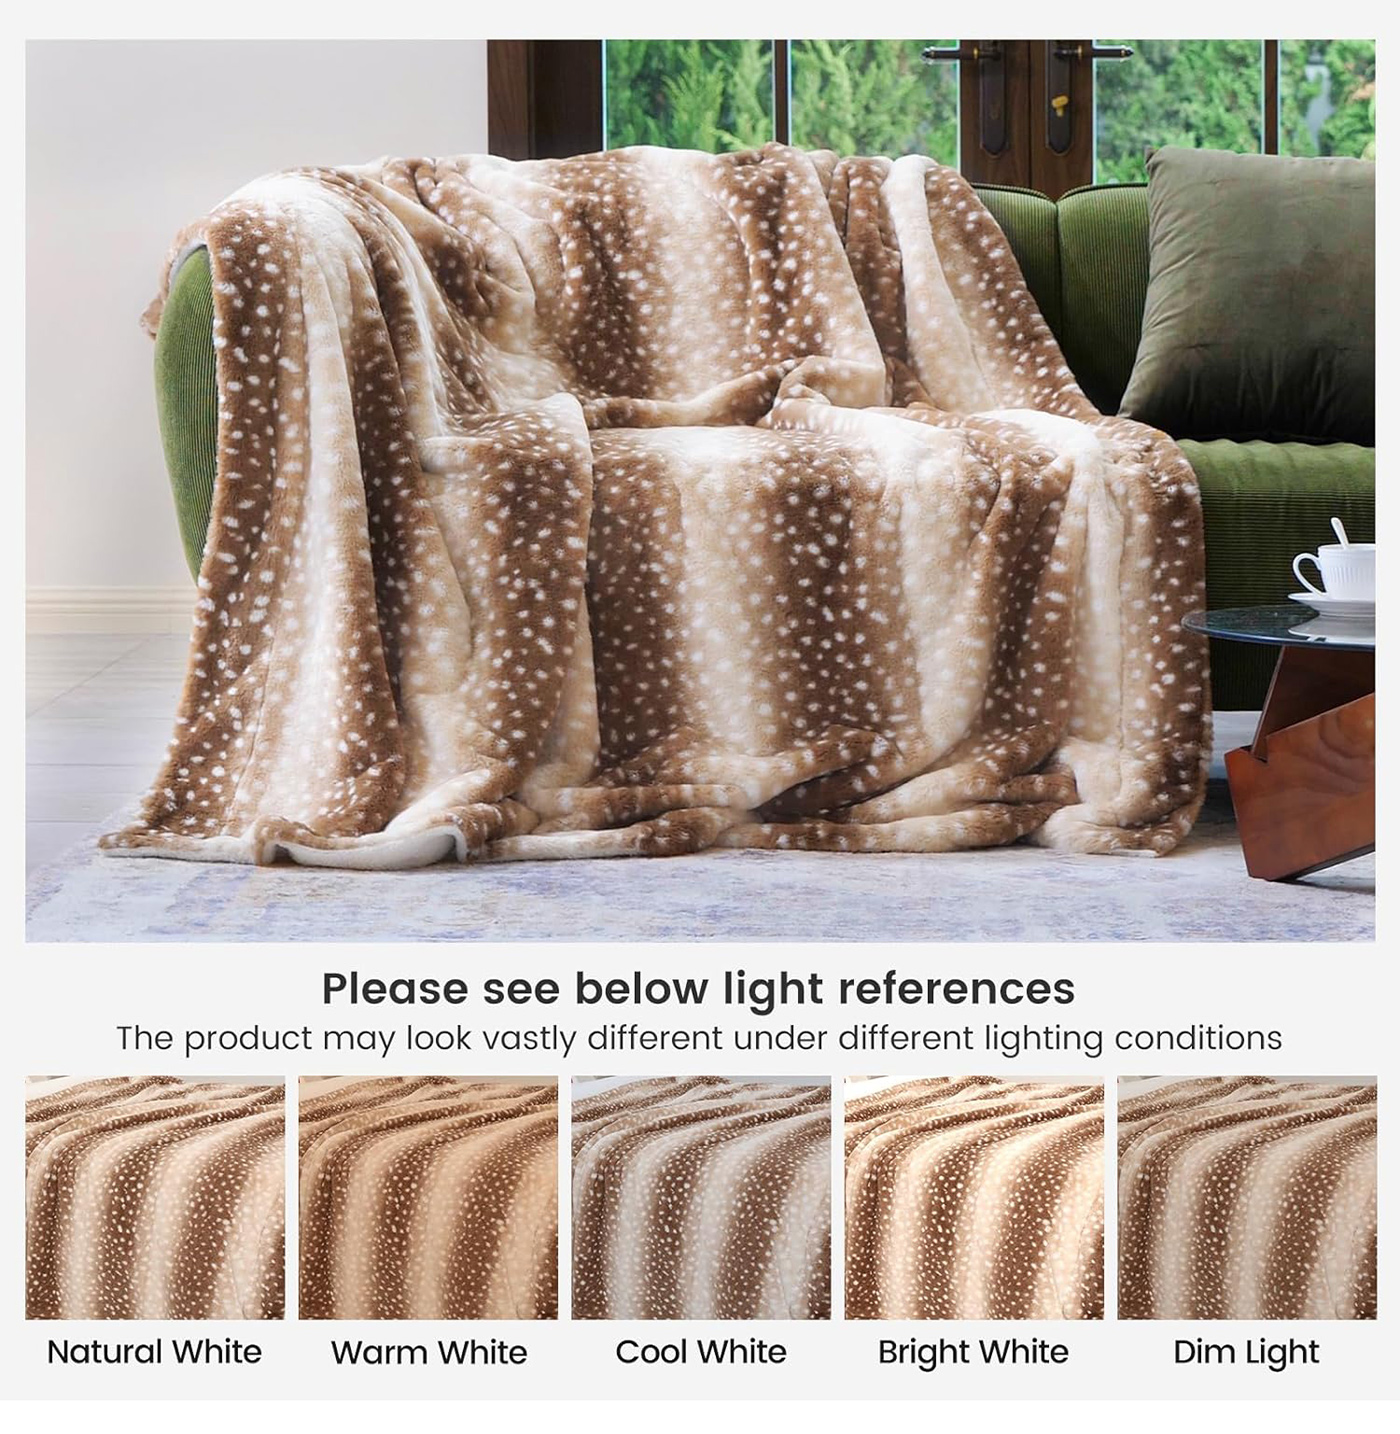 Please see below light references
The product may look vastly different under different lighting conditions
Natural White
Warm White
Cool White
Bright White
Dim Light